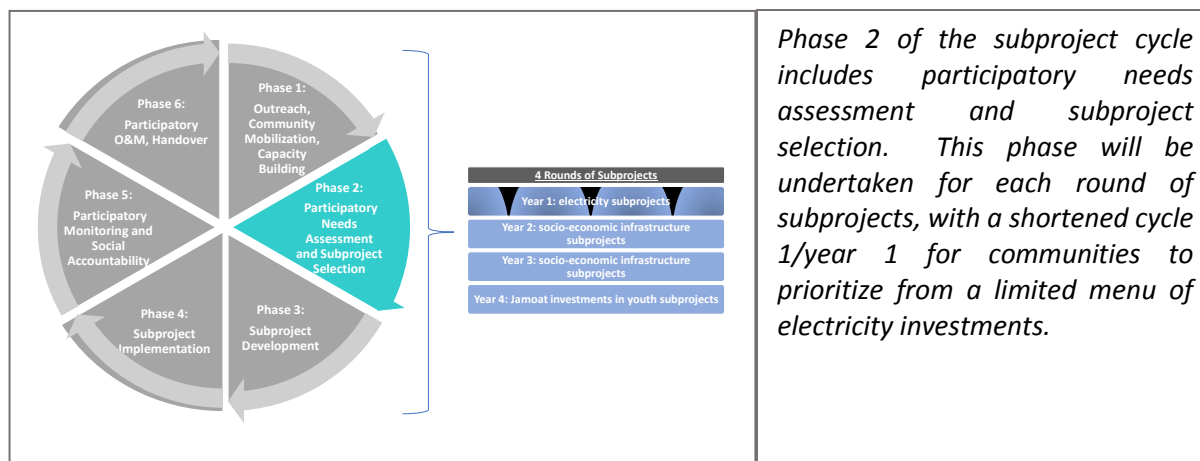 Phase 1:
Outreach,
Community
Mobilization,
Capacity
Building
Phase 2:
Participatory
Needs
Assessment
and Subproject
Selection
Phase 3:
Subproject
Development
Phase 4:
Subproject
Implementation
Phase 5:
Participatory
Monitoring and
Social
Accountability
Phase 6:
Participatory
O&M, Handover
4 Rounds of Subprojects
Year 1: electricity subprojects
Year 2: socio-economic infrastructure
subprojects
Year 3: socio-economic infrastructure
subprojects
Year 4: Jamoat investments in youth subprojects
Phase 2 of the subproject cycle
includes participatory needs
assessment and subproject
selection. This phase will be
undertaken for each round of
subprojects, with a shortened cycle
1/year 1 for communities to
prioritize from a limited menu of
electricity investments.